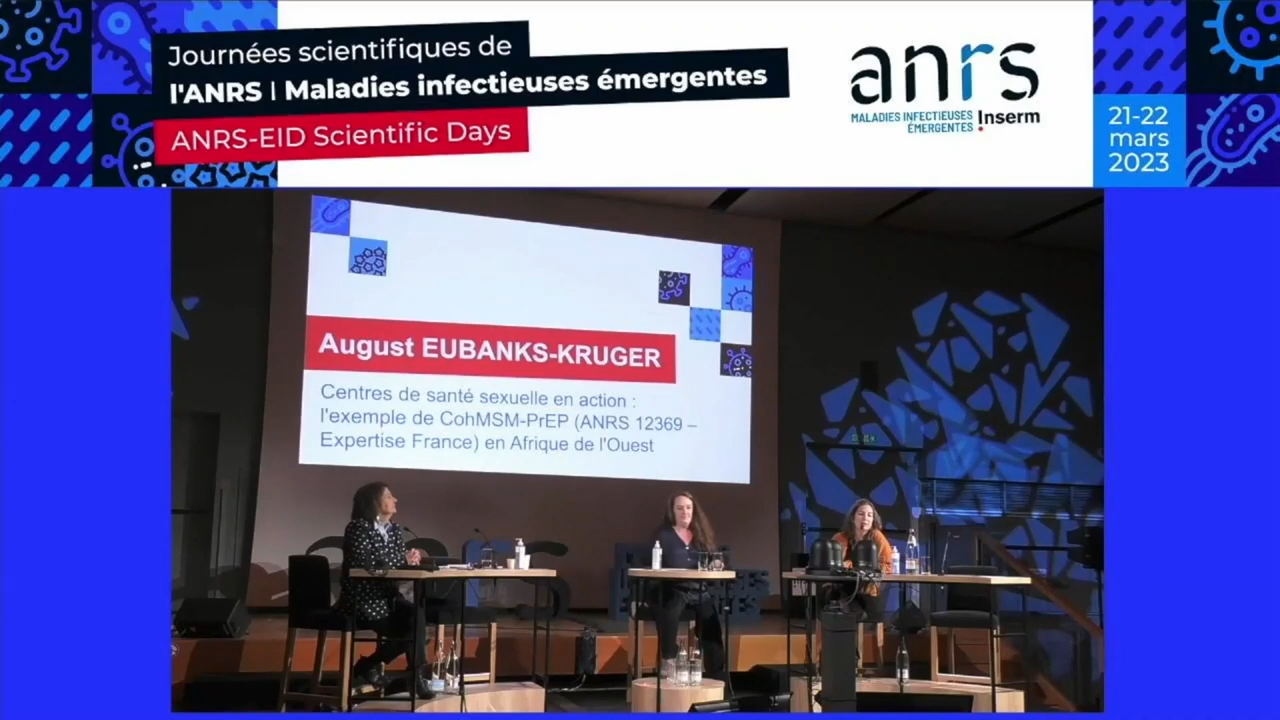 Journées scientifiques de
l'ANRS | Maladies infectieuses émergentes
ANRS-EID Scientific Days
anrs
MALADIES INFECTIEUSES
ÉMERGENTES
Inserm
21-22
mars
2023
August EUBANKS-KRUGER
Centres de santé sexuelle en action :
l'exemple de CohMSM-PrEP (ANRS 12369 –
Expertise France) en Afrique de l'Ouest